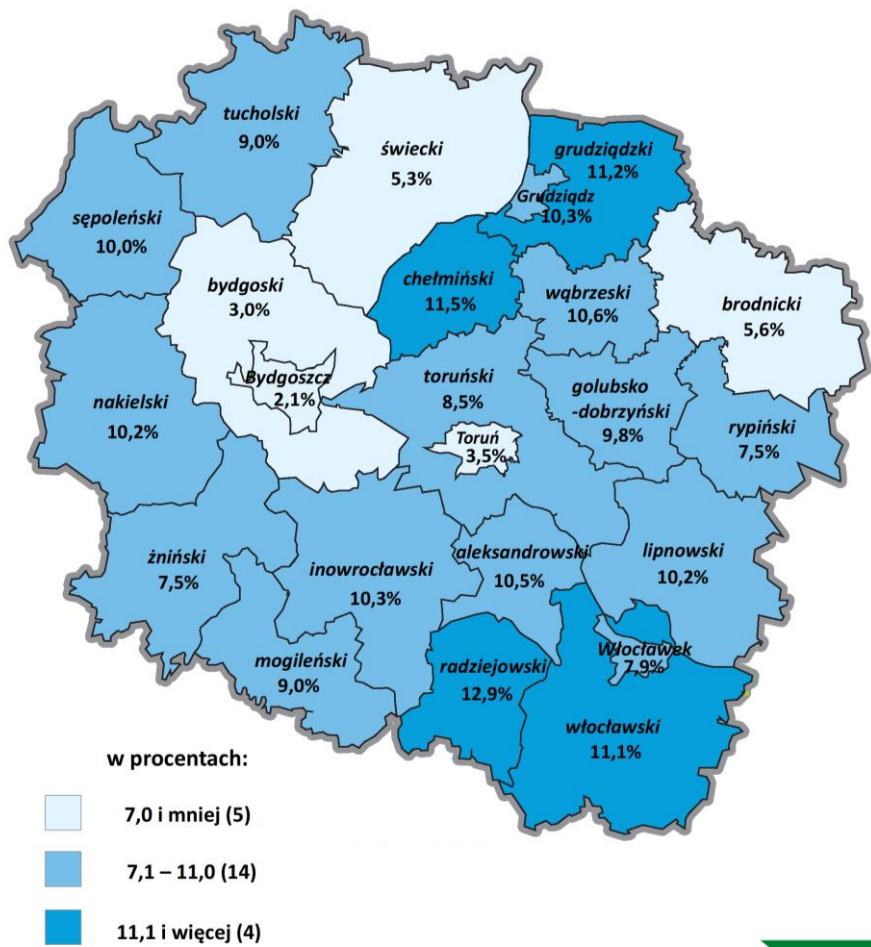 tucholski
9,0%
świecki
5,3%
grudziądzki
11,2%
Grudziądz
10,3%
sępoleński
10,0%
bydgoski
3,0%
chełmiński
11,5%
wąbrzeski
10,6%
brodnicki
5,6%
Bydgoszcz
2,1%
toruński
8,5%
golubsko
-dobrzyński
9,8%
nakielski
10,2%
rypiński
7,5%
Toruń
3,5%
żniński
7,5%
inowrocławski
10,3%
aleksandrowski
10,5%
lipnowski
10,2%
mogileński
9,0%
radziejowski
12,9%
Włocławek
7,9%
włocławski
11,1%
w procentach:
7,0 i mniej (5)
7,1 – 11,0 (14)
11,1 i więcej (4)